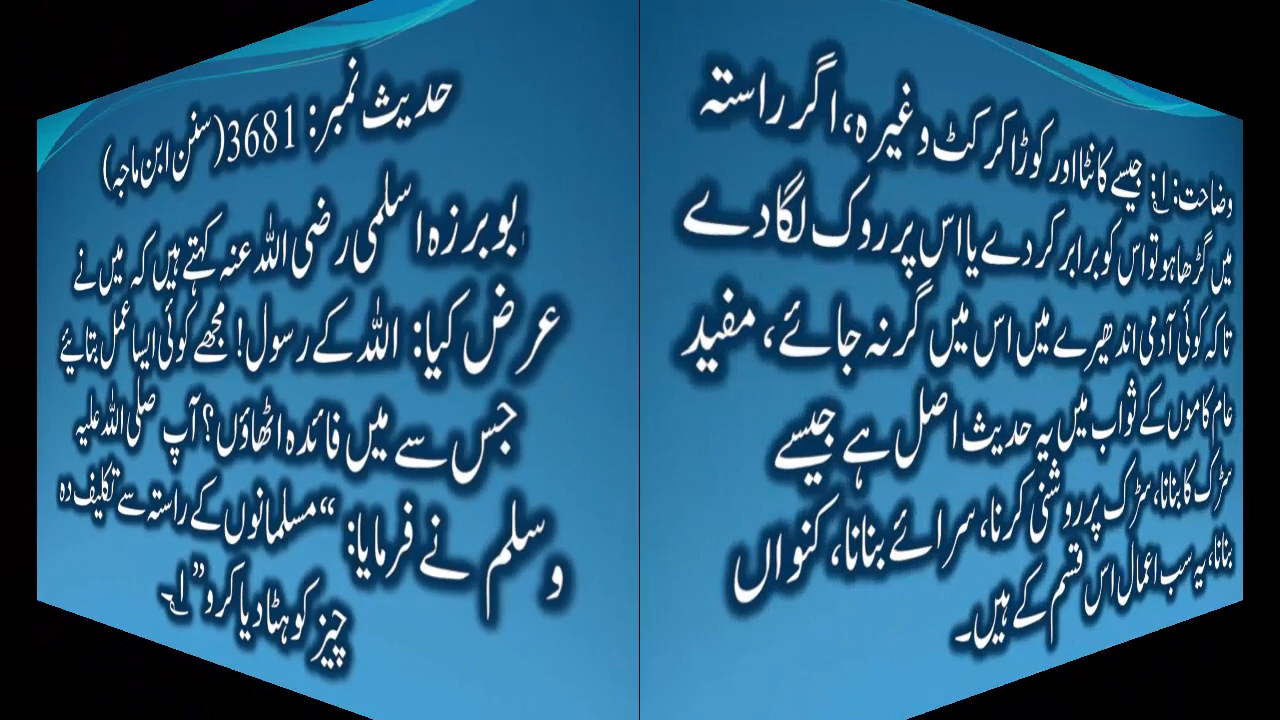 حدیث نمبر: 3681(سنن ابن ماجہ)
ابوبرزہ اسلمی رضی اللہ عنہ کہتے ہیں کہ میں نے
عرض کیا: اللہ کے رسول! مجھے کوئی ایسا عمل بتائیے
جس سے میں فائدہ اٹھاؤں؟ آپ صلی اللہ علیہ
وسلم نے فرمایا: “مسلمانوں کے راستہ سے تکلیف دہ
چیز کو ہٹا دیا کرو” ۱؎۔
وضاحت: ۱؎: جیسے کانٹا اور کوڑا کرکٹ وغیرہ، اگر راستہ
میں گڑھا ہو تو اس کو برابر کر دے یا اس پر روک لگا دے
تاکہ کوئی آدمی اندھیرے میں اس میں گر نہ جائے، مفید
عام کاموں کے ثواب میں یہ حدیث اصل ہے جیسے
سڑک کا بنانا، سڑک پر روشنی کرنا، سرائے بنانا، کنواں
بنانا، یہ سب اعمال اس قسم کے ہیں۔